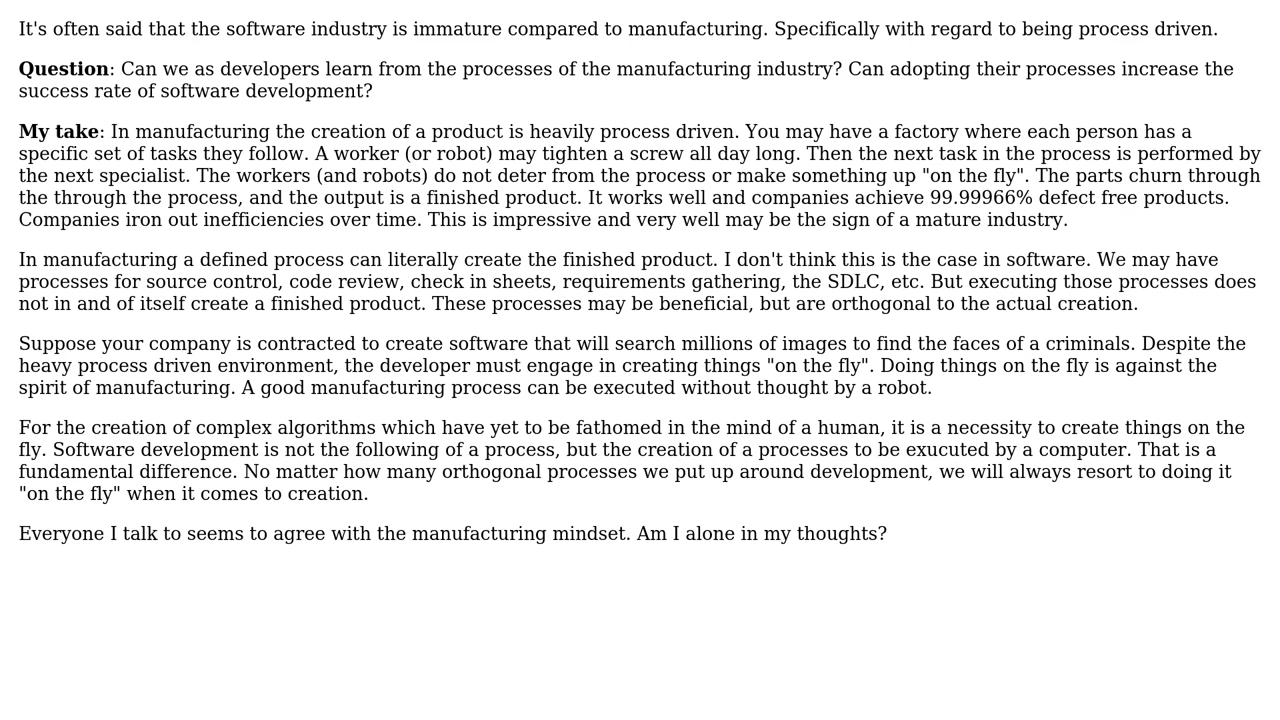 It's often said that the software industry is immature compared to manufacturing. Specifically with regard to being process driven.
Question: Can we as developers learn from the processes of the manufacturing industry? Can adopting their processes increase the
success rate of software development?
My take: In manufacturing the creation of a product is heavily process driven. You may have a factory where each person has a
specific set of tasks they follow. A worker (or robot) may tighten a screw all day long. Then the next task in the process is performed by
the next specialist. The workers (and robots) do not deter from the process or make something up "on the fly". The parts churn through
the through the process, and the output is a finished product. It works well and companies achieve 99.99966% defect free products.
Companies iron out inefficiencies over time. This is impressive and very well may be the sign of a mature industry.
In manufacturing a defined process can literally create the finished product. I don't think this is the case in software. We may have
processes for source control, code review, check in sheets, requirements gathering, the SDLC, etc. But executing those processes does
not in and of itself create a finished product. These processes may be beneficial, but are orthogonal to the actual creation.
Suppose your company is contracted to create software that will search millions of images to find the faces of a criminals. Despite the
heavy process driven environment, the developer must engage in creating things "on the fly". Doing things on the fly is against the
spirit of manufacturing. A good manufacturing process can be executed without thought by a robot.
For the creation of complex algorithms which have yet to be fathomed in the mind of a human, it is a necessity to create things on the
fly. Software development is not the following of a process, but the creation of a processes to be exucuted by a computer. That is a
fundamental difference. No matter how many orthogonal processes we put up around development, we will always resort to doing it
"on the fly" when it comes to creation.
Everyone I talk to seems to agree with the manufacturing mindset. Am I alone in my thoughts?